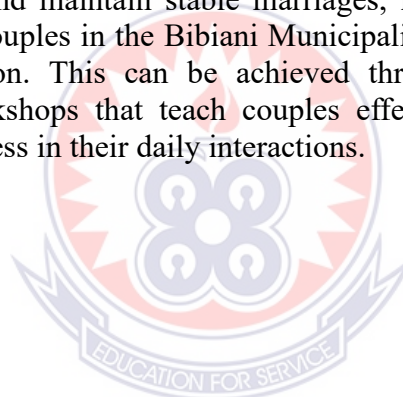 nd maintain stable marriages,
ouples in the Bibiani Municipali
on. This can be achieved thr
kshops that teach couples effe
ess in their daily interactions.
EDUCATION FOR SERVICE